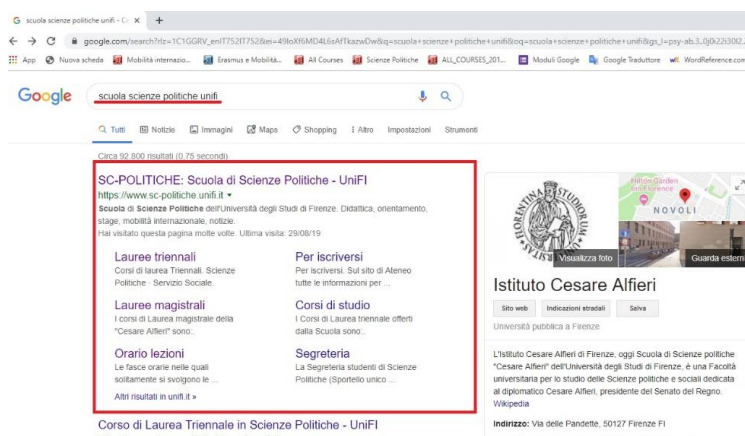 scuola scienze politiche unifi - Ce
google.com/search?rlz=1C1GGRV_enIT752IT752&ei=49loXf6MD4L6sAfTkazwDw&q=scuola+scienze+politiche+unifi&oq=scuola+scienze+politiche+unifi&gs_l=psy-ab.3..0j0i22i30l2.
App Nuova scheda Mobilità internazio... Erasmus e Mobilità... All Courses Scienze Politiche ALL_COURSES_201... Moduli Google Google Traduttore WordReference.com
Google scuola scienze politiche unifi
Tutti Notizie Immagini Maps Shopping Altro Impostazioni Strumenti
Circa 92.800 risultati (0,75 secondi)
SC-POLITICHE: Scuola di Scienze Politiche - UniFI
https://www.sc-politiche.unifi.it
Scuola di Scienze Politiche dell'Università degli Studi di Firenze. Didattica, orientamento,
stage, mobilità internazionale, notizie.
Hai visitato questa pagina molte volte. Ultima visita: 29/08/19
Lauree triennali
Corsi di laurea Triennali. Scienze
Politiche · Servizio Sociale.
Per iscriversi
Per iscriversi. Sul sito di Ateneo
tutte le informazioni per ...
Lauree magistrali
I corsi di Laurea magistrale della
"Cesare Alfieri" sono:.
Corsi di studio
I Corsi di Laurea triennale offerti
dalla Scuola sono:.
Orario lezioni
Le fasce orarie nelle quali
solitamente si svolgono le ...
Segreteria
La Segreteria studenti di Scienze
Politiche (Sportello unico ...
Altri risultati in unifi.it »
Corso di Laurea Triennale in Scienze Politiche - UniFI
Hilton Garden
Inn Florence
NOVOLI
Visualizza foto
Guarda estern
Istituto Cesare Alfieri
Sito web Indicazioni stradali Salva
Università pubblica a Firenze
L'Istituto Cesare Alfieri di Firenze, oggi Scuola di Scienze politiche
"Cesare Alfieri" dell'Università degli Studi di Firenze, è una Facoltà
universitaria per lo studio delle Scienze politiche e sociali dedicata
al diplomatico Cesare Alfieri, presidente del Senato del Regno.
Wikipedia
Indirizzo: Via delle Pandette, 50127 Firenze FI